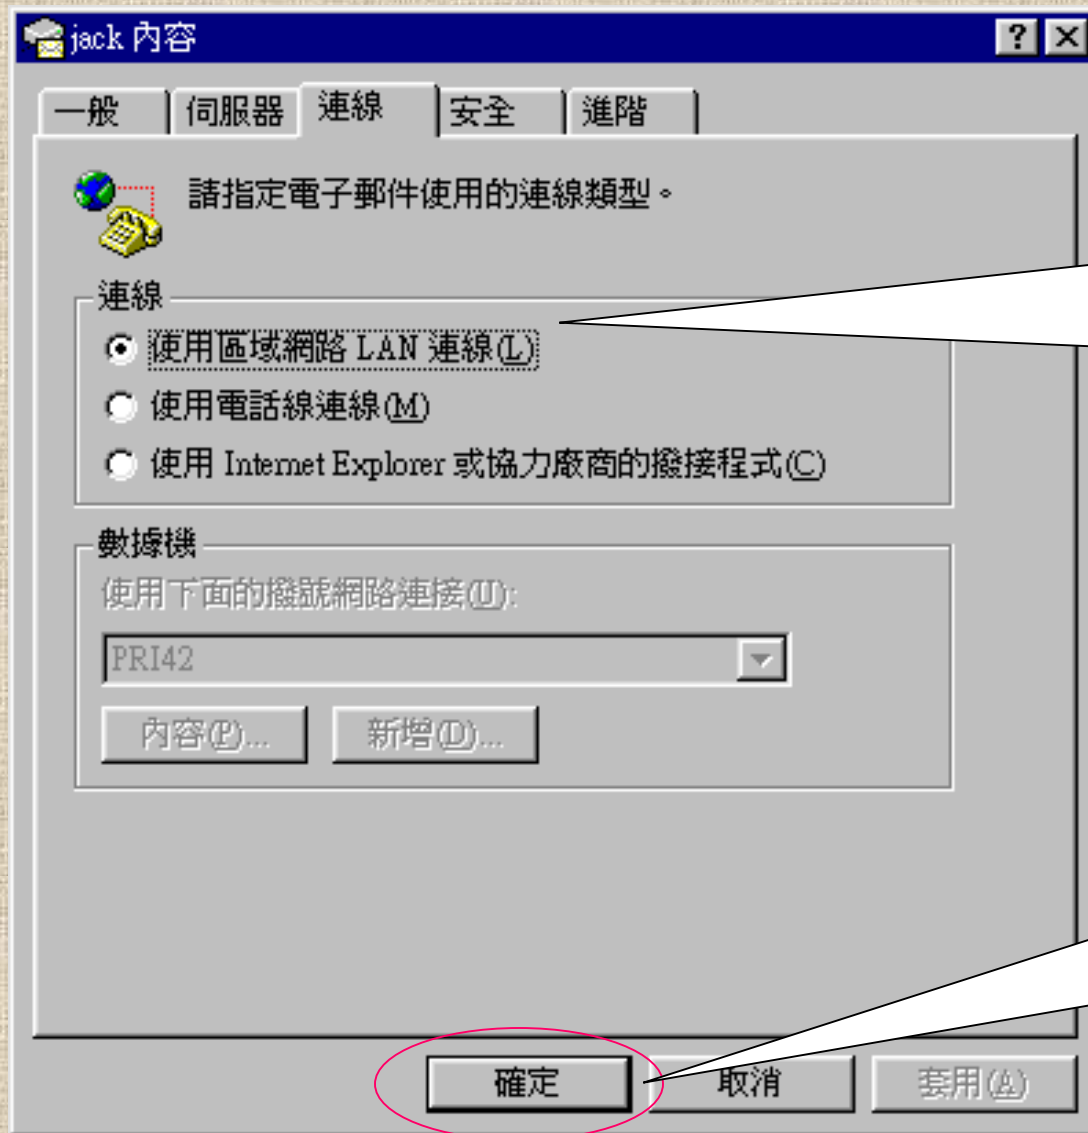 jack 內容
一般 伺服器 連線 安全 進階
請指定電子郵件使用的連線類型。
連線
使用區域網路 LAN 連線(L)
使用電話線連線(M)
使用 Internet Explorer 或協力廠商的撥接程式(C)
數據機
使用下面的撥號網路連接(U):
PRI42
內容(P)... 新增(D)...
確定 取消 套用(A)